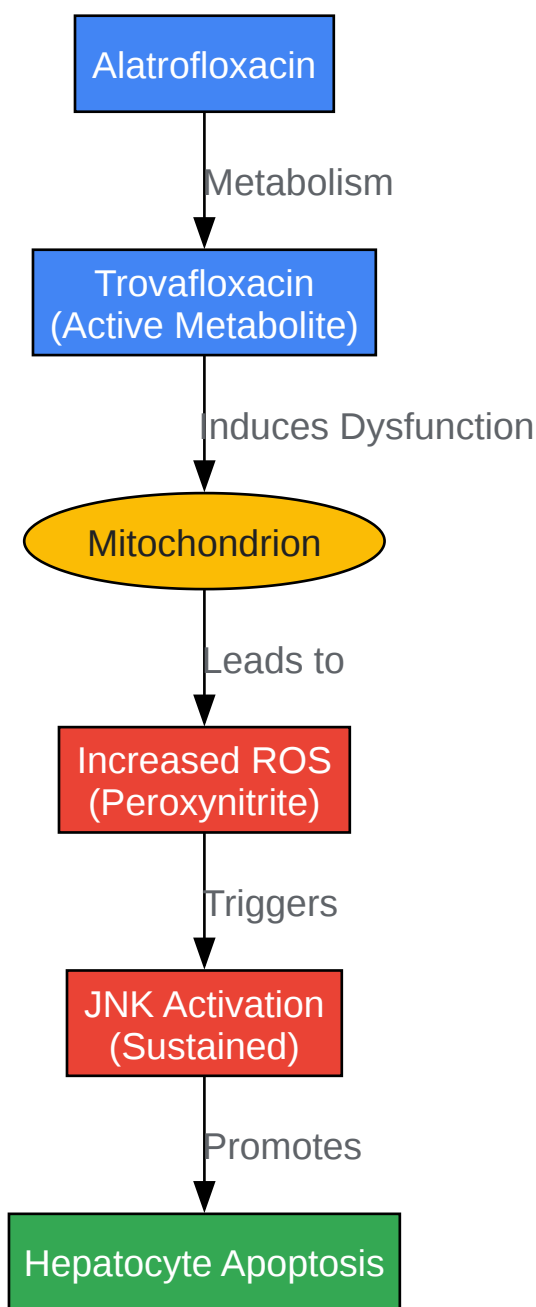 Alatrofloxacin
Metabolism
Trovafloxacin
(Active Metabolite)
Induces Dysfunction
Mitochondrion
Leads to
Increased ROS
(Peroxynitrite)
Triggers
JNK Activation
(Sustained)
Promotes
Hepatocyte Apoptosis